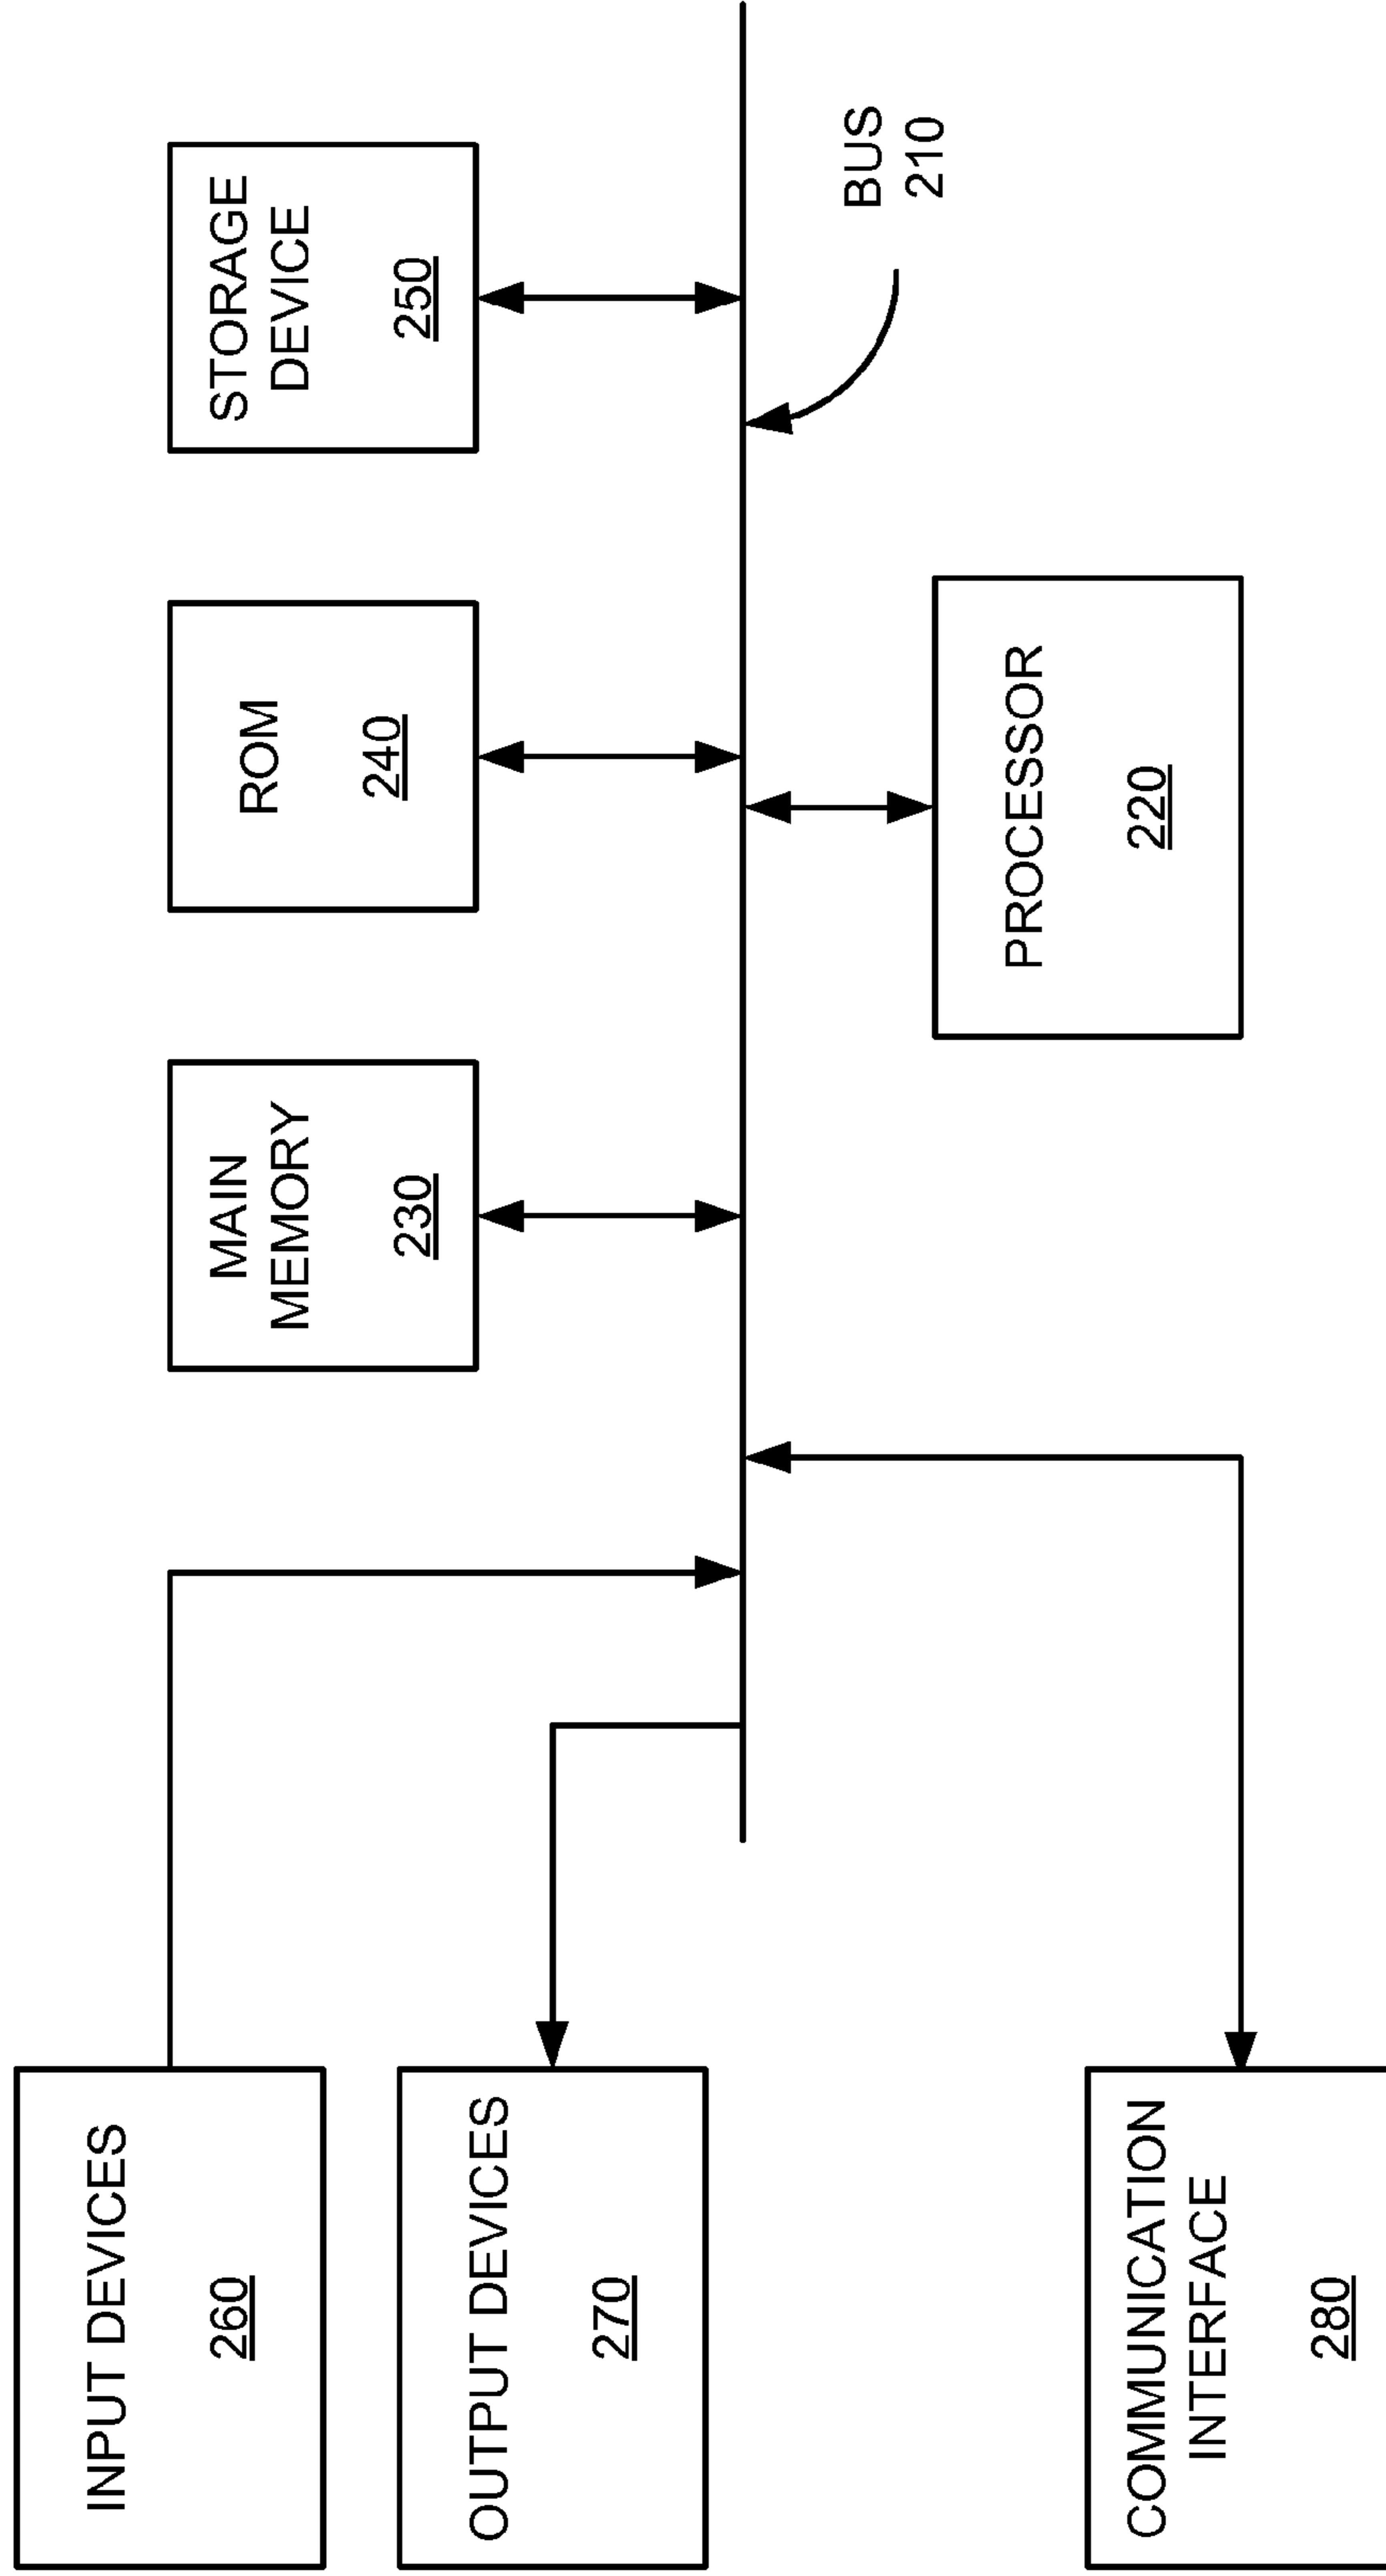 INPUT DEVICES
260
OUTPUT DEVICES
270
COMMUNICATION
INTERFACE
280
MAIN
MEMORY
230
ROM
240
STORAGE
DEVICE
250
PROCESSOR
220
BUS
210